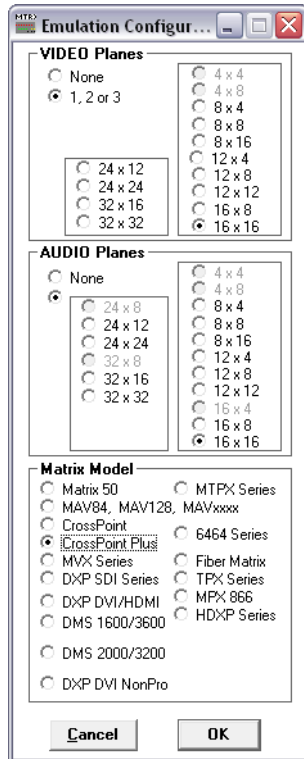 MTRX
Emulation Configur...
VIDEO Planes
None
1, 2 or 3
24 x 12
24 x 24
32 x 16
32 x 32
4 x 4
4 x 8
8 x 4
8 x 8
8 x 16
12 x 4
12 x 8
12 x 12
16 x 8
16 x 16
AUDIO Planes
None
24 x 8
24 x 12
24 x 24
32 x 8
32 x 16
32 x 32
4 x 4
4 x 8
8 x 4
8 x 8
8 x 16
12 x 4
12 x 8
12 x 12
16 x 4
16 x 8
16 x 16
Matrix Model
Matrix 50
MTPX Series
MAV84, MAV128, MAVxxxx
CrossPoint
6464 Series
CrossPoint Plus
MVX Series
Fiber Matrix
DXP SDI Series
TPX Series
DXP DVI/HDMI
MPX 866
DMS 1600/3600
HDXP Series
DMS 2000/3200
DXP DVI NonPro
Cancel
OK